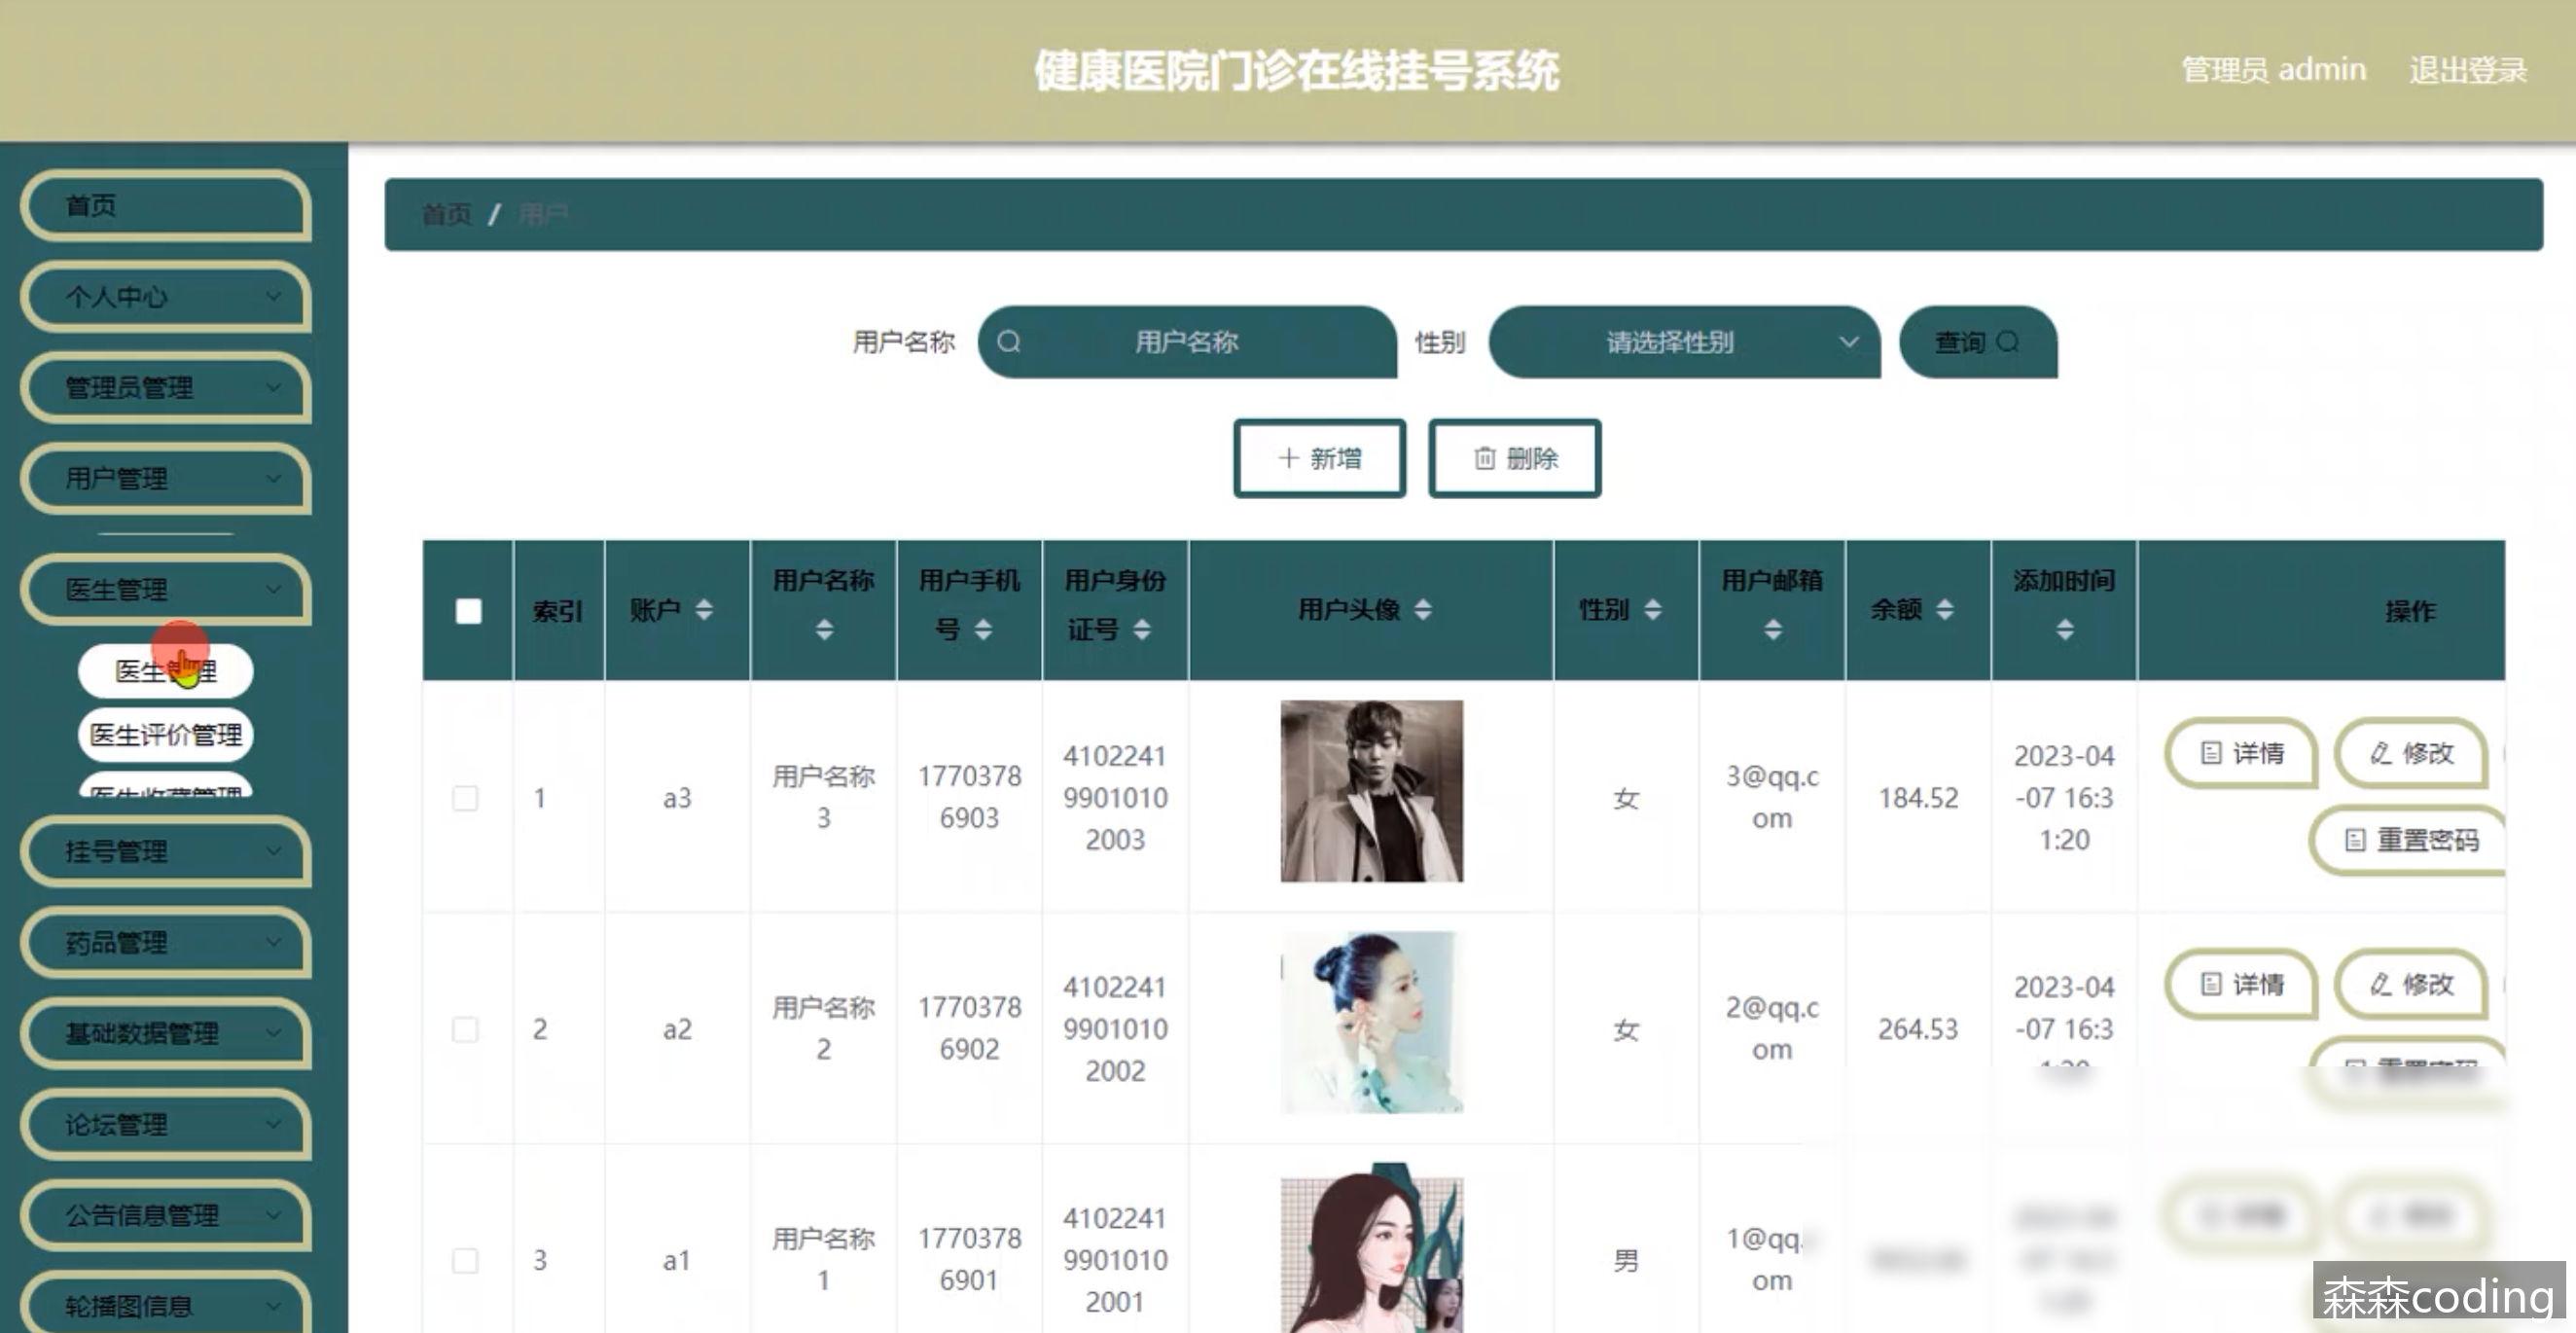 健康医院门诊在线挂号系统
管理员 admin
退出登录
首页
个人中心
管理员管理
用户管理
医生管理
医生管理
医生评价管理
医生收藏管理
挂号管理
药品管理
基础数据管理
论坛管理
公告信息管理
轮播图信息
首页 / 用户
用户名称 用户名称 性别 请选择性别 查询
新增 删除
索引 账户 用户名称 用户手机号 用户身份证号 用户头像 性别 用户邮箱 余额 添加时间 操作
1 a3 用户名称3 17703786903 410224199010102003 女 3@qq.com 184.52 2023-04-07 16:31:20 详情 修改
重置密码
2 a2 用户名称2 17703786902 410224199010102002 女 2@qq.com 264.53 2023-04-07 16:3 详情 修改
3 a1 用户名称1 17703786901 410224199010102001 男 1@qq.com
森森coding